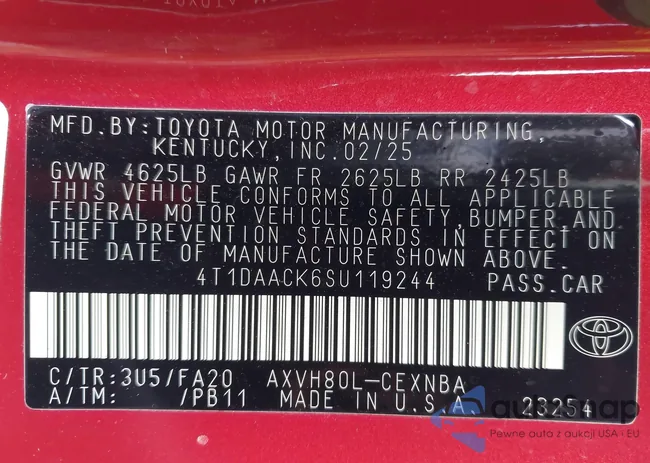 MFD.BY:TOYOTA MOTOR MANUFACTURING,
KENTUCKY,INC.02/25
GVWR 4625LB GAWR FR 2625LB RR 2425LB
THIS VEHICLE CONFORMS TO ALL APPLICABLE
FEDERAL MOTOR VEHICLE SAFETY,BUMPER,AND
THEFT PREVENTION STANDARDS IN EFFECT ON
THE DATE OF MANUFACTURE SHOWN ABOVE.
4T1DAACK6SU119244 PASS.CAR
C/TR:3U5/FA20 AXVH80L-CEXNBA
A/TM: /PB11 MADE IN U.S.A 23254
autosnap
Pewne auta z aukcji USA i EU